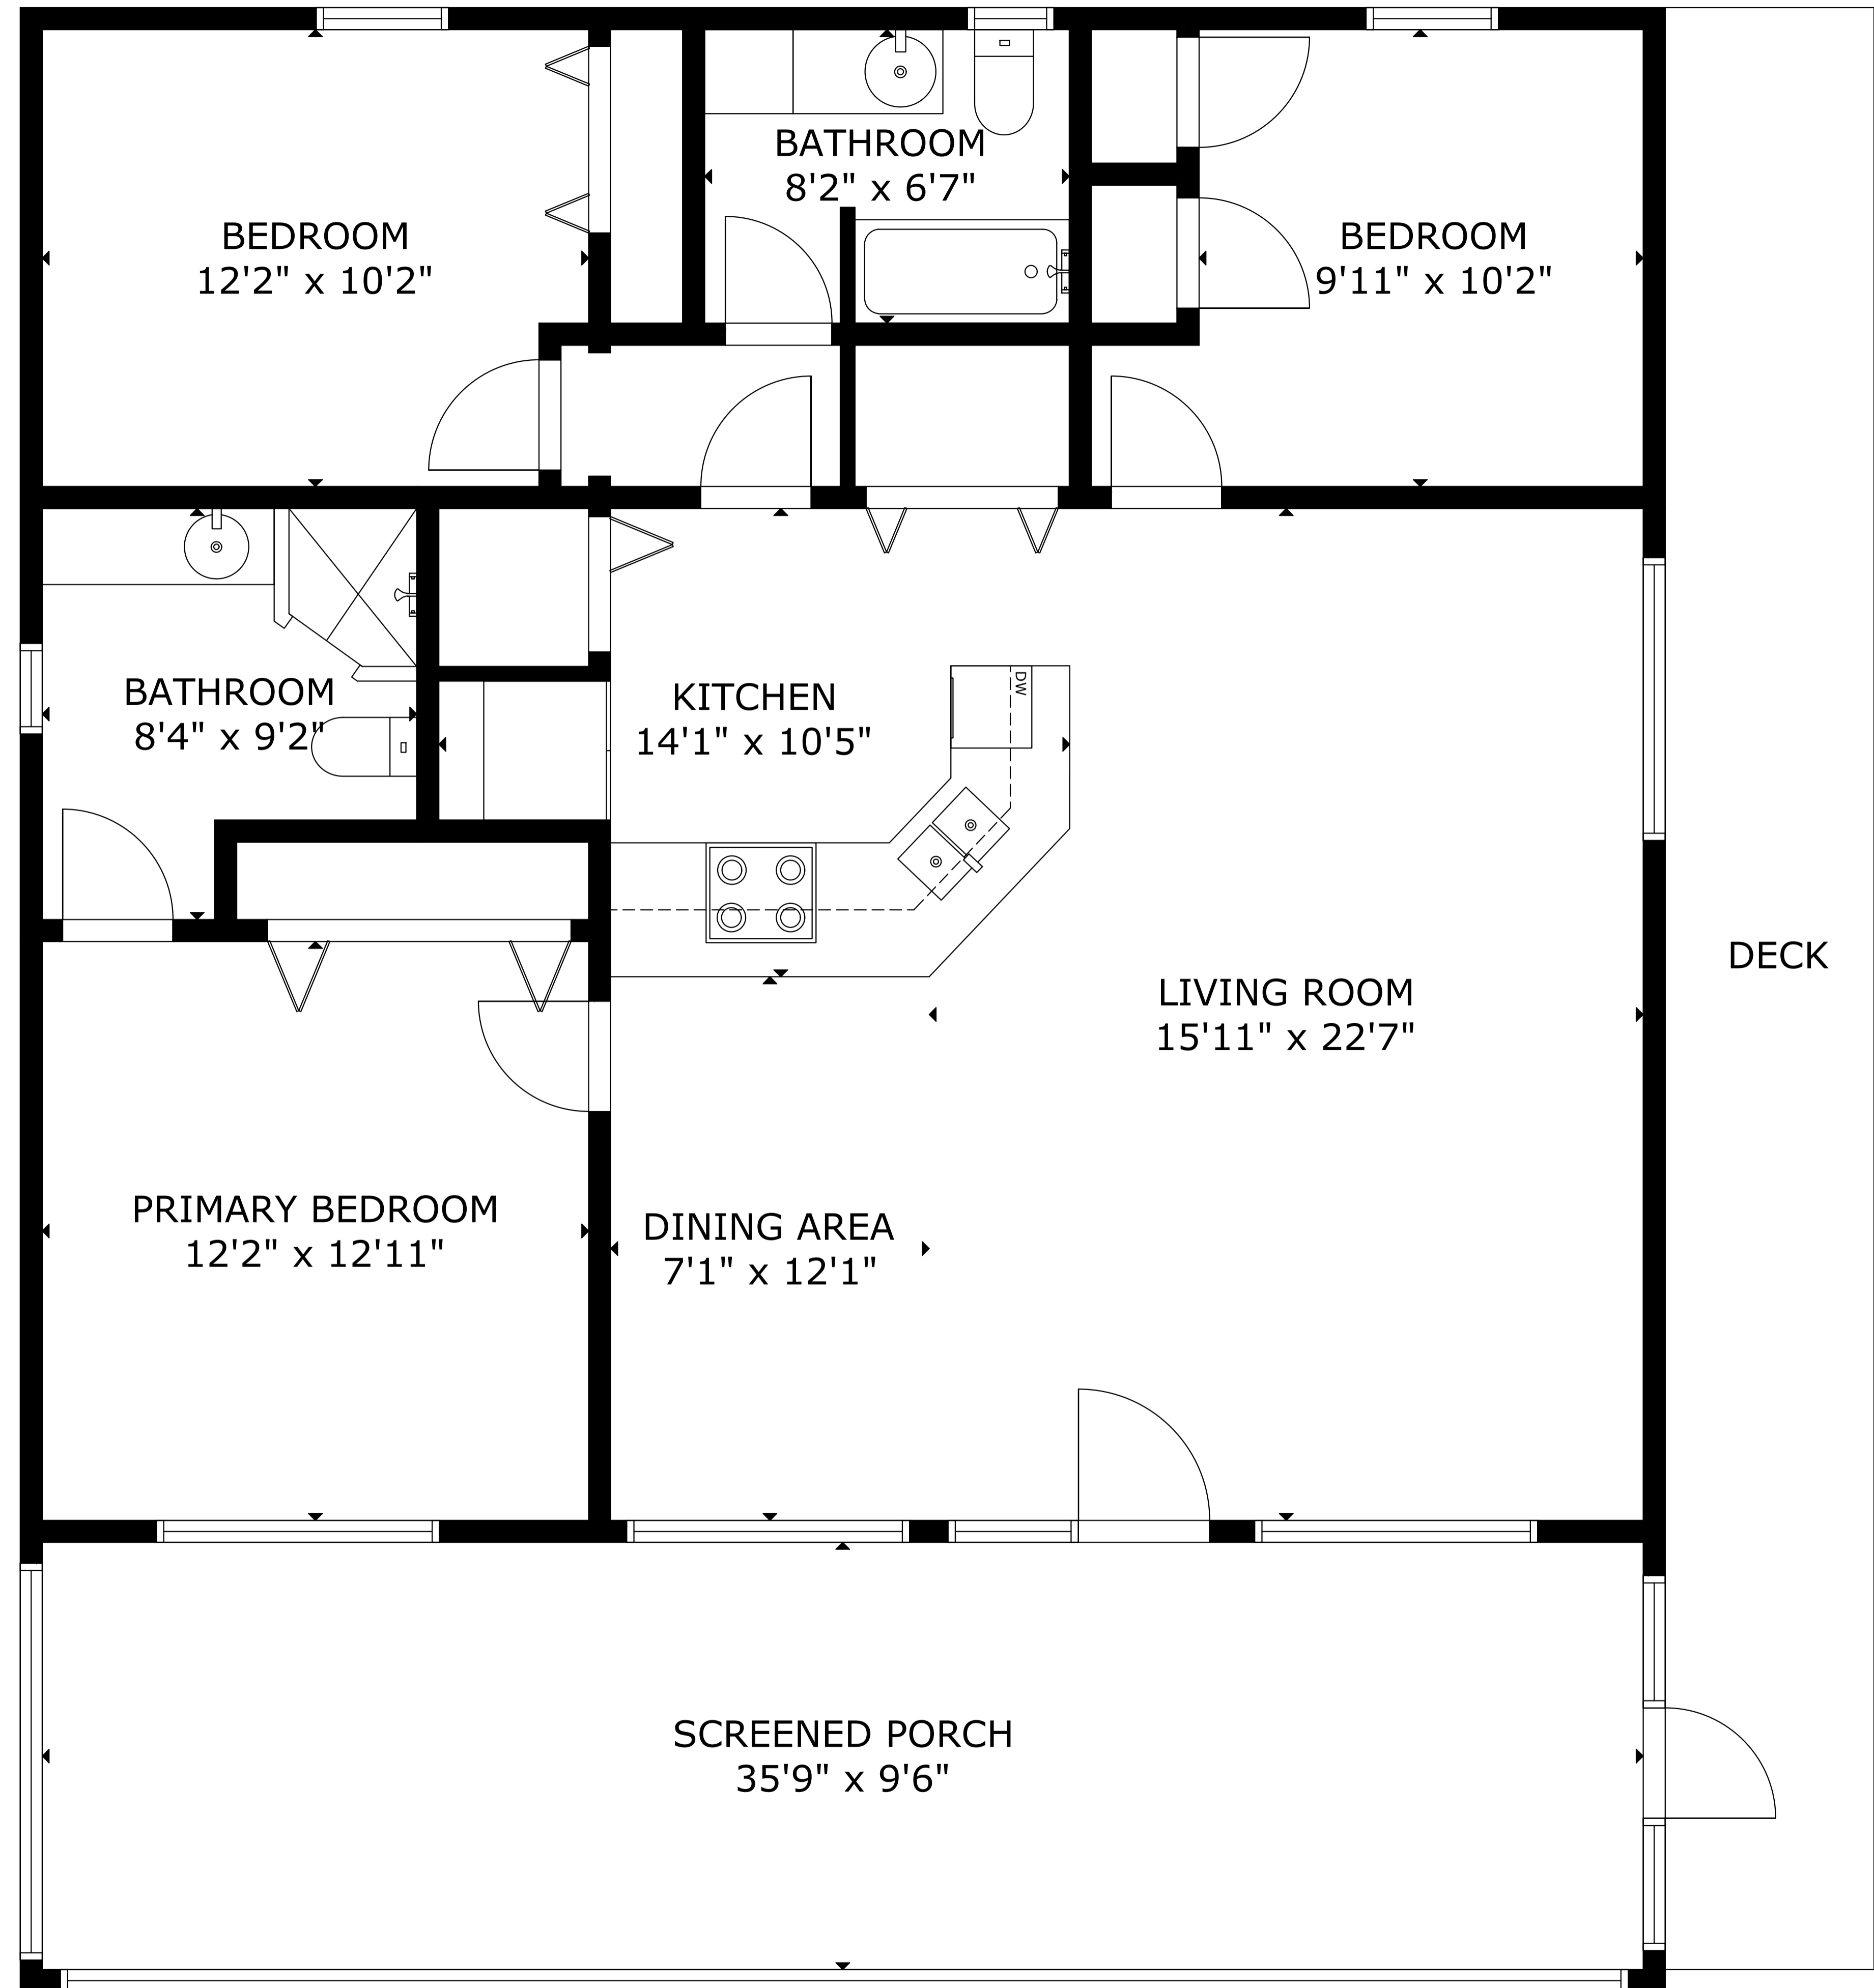 BATHROOM
8'2" x 6'7"
BEDROOM
12'2" x 10'2"
BEDROOM
9'11" x 10'2"
BATHROOM
8'4" x 9'2"
KITCHEN
14'1" x 10'5"
DW
DECK
LIVING ROOM
15'11" x 22'7"
PRIMARY BEDROOM
12'2" x 12'11"
DINING AREA
7'1" x 12'1"
SCREENED PORCH
35'9" x 9'6"